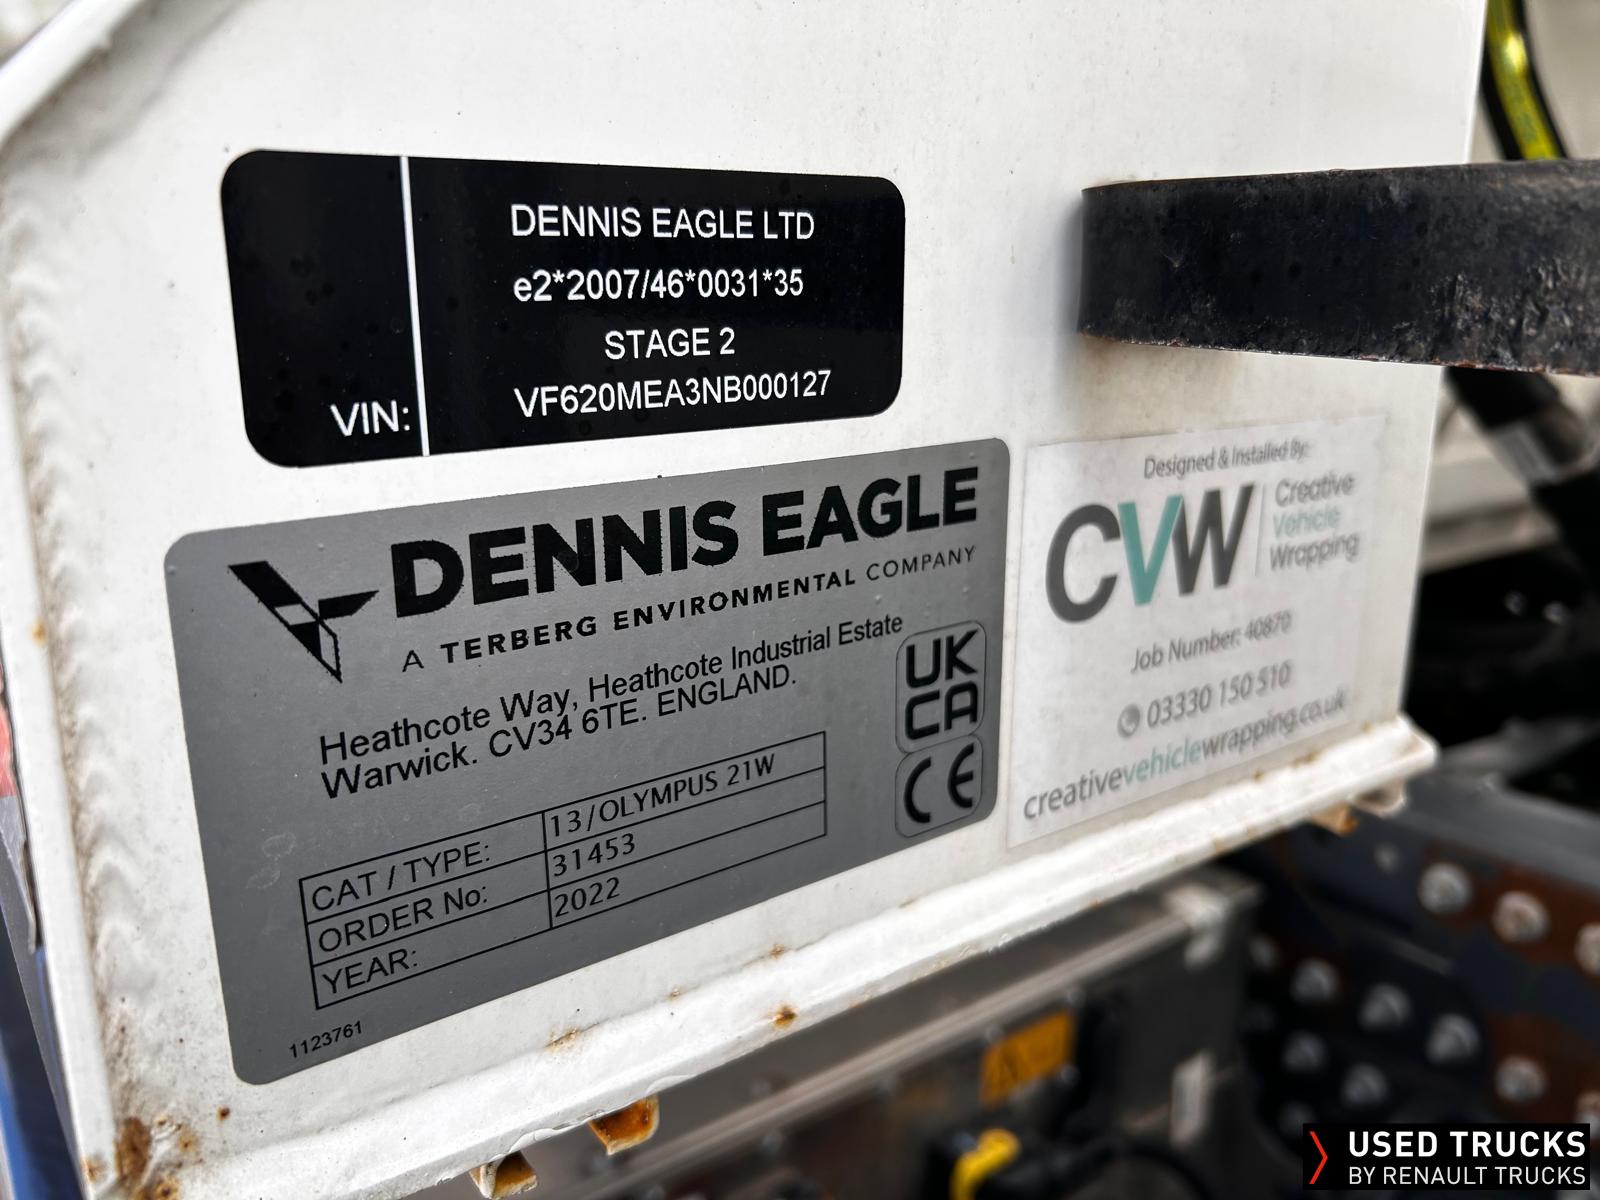 DENNIS EAGLE LTD
e2*2007/46*0031*35
STAGE 2
VIN: VF620MEA3NB000127
DENNIS EAGLE
A TERBERG ENVIRONMENTAL COMPANY
Heathcote Way, Heathcote Industrial Estate
Warwick. CV34 6TE. ENGLAND.
UK
CA
CE
CAT / TYPE: 13/OLYMPUS 21W
ORDER No: 31453
YEAR: 2022
1123761
Designed & Installed By:
CVW
Creative
Vehicle
Wrapping
Job Number: 40870
03330 150 510
creativevehiclewrapping.co.uk
USED TRUCKS
BY RENAULT TRUCKS